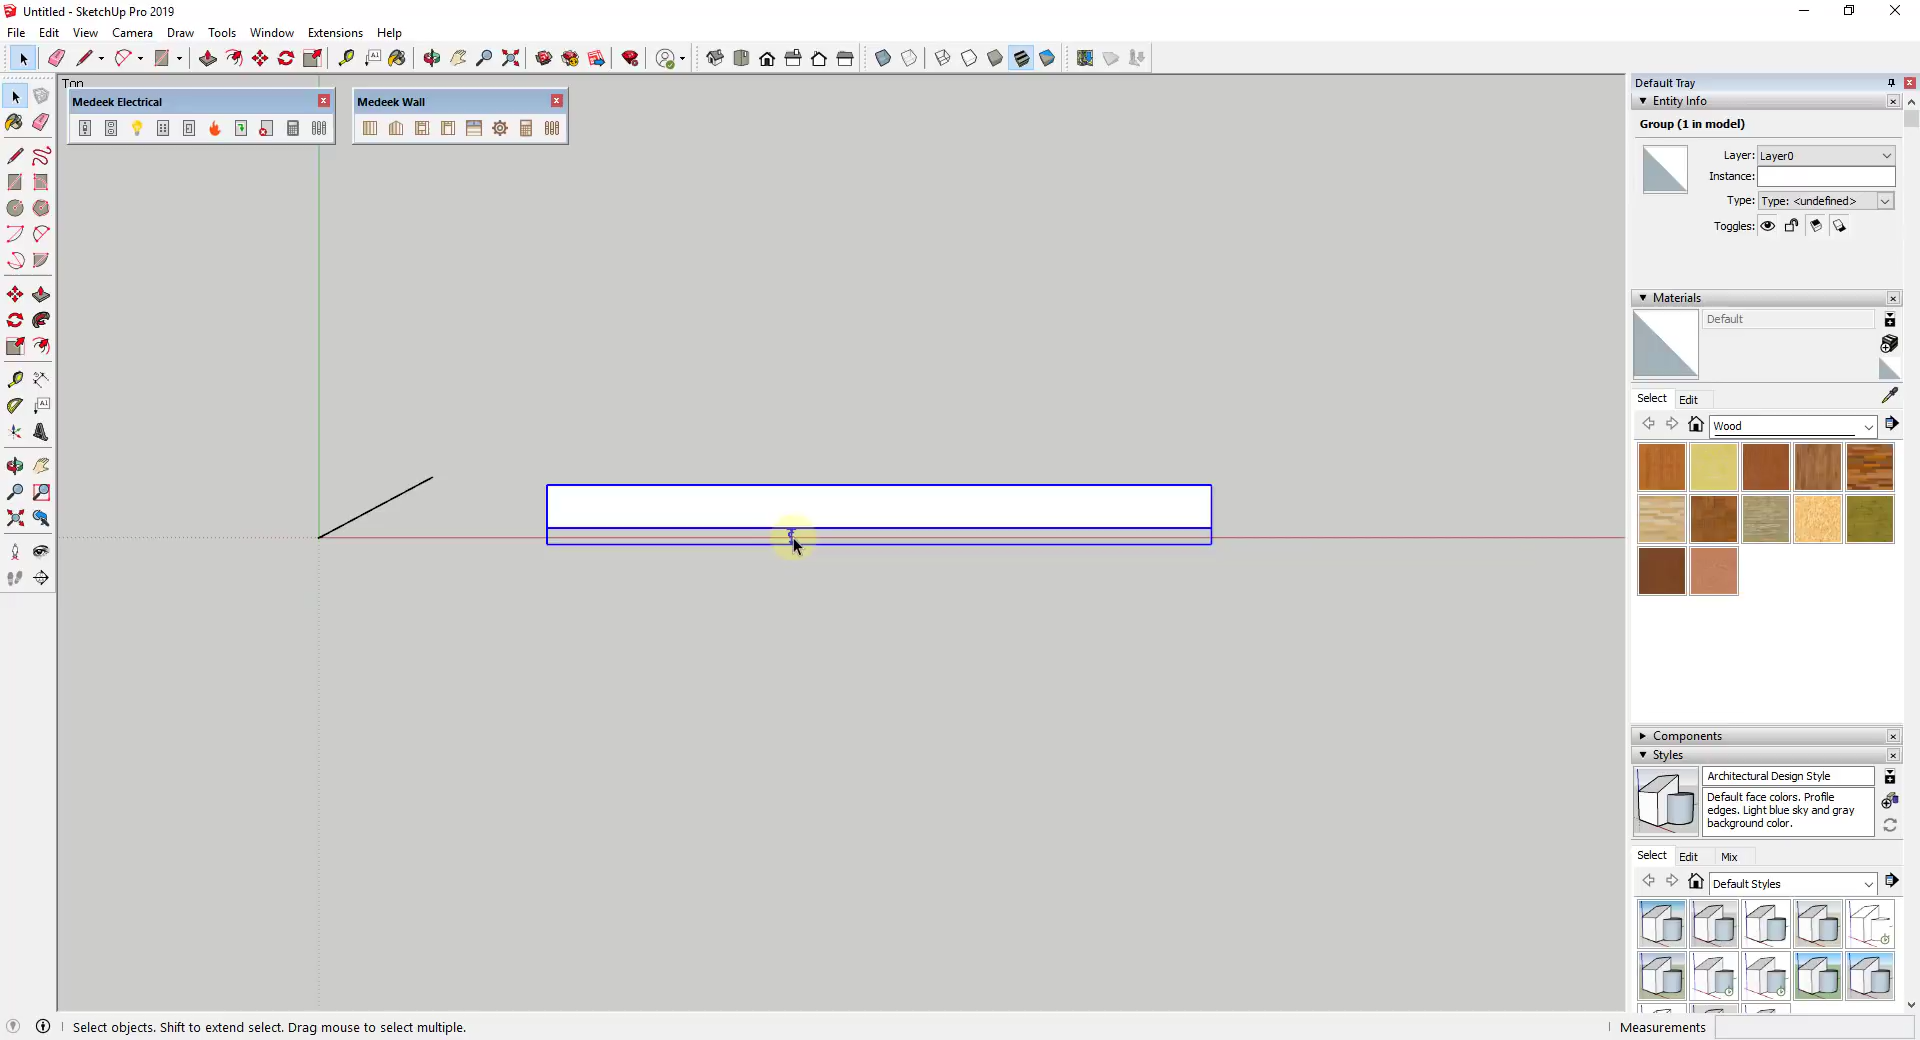 Untitled - SketchUp Pro 2019
File Edit View Camera Draw Tools Window Extensions Help
Top
Medeek Electrical
Medeek Wall
Default Tray
Entity Info
Group (1 in model)
Layer: Layer0
Instance:
Type: Type: <undefined>
Toggles:
Materials
Default
Select Edit
Wood
Components
Styles
Architectural Design Style
Default face colors. Profile
edges. Light blue sky and gray
background color.
Select Edit Mix
Default Styles
Select objects. Shift to extend select. Drag mouse to select multiple.
Measurements